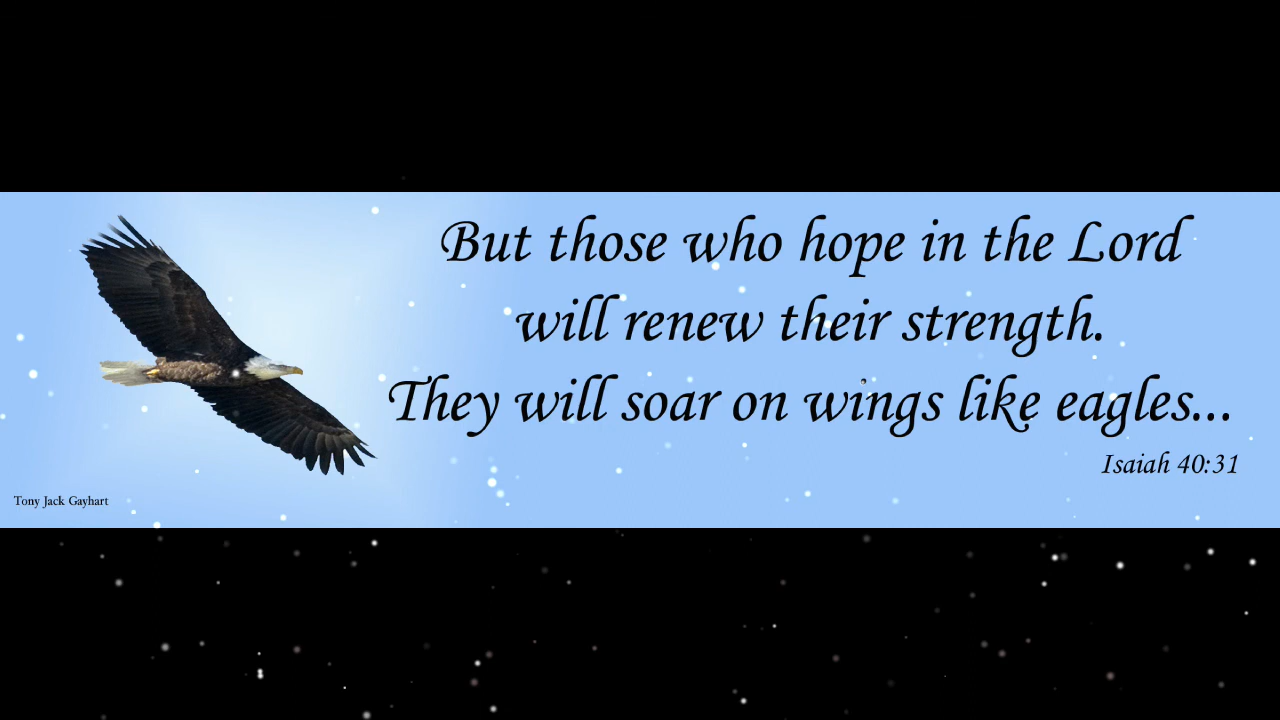 But those who hope in the Lord
will renew their strength.
They will soar on wings like eagles...
Isaiah 40:31
Tony Jack Gayhart